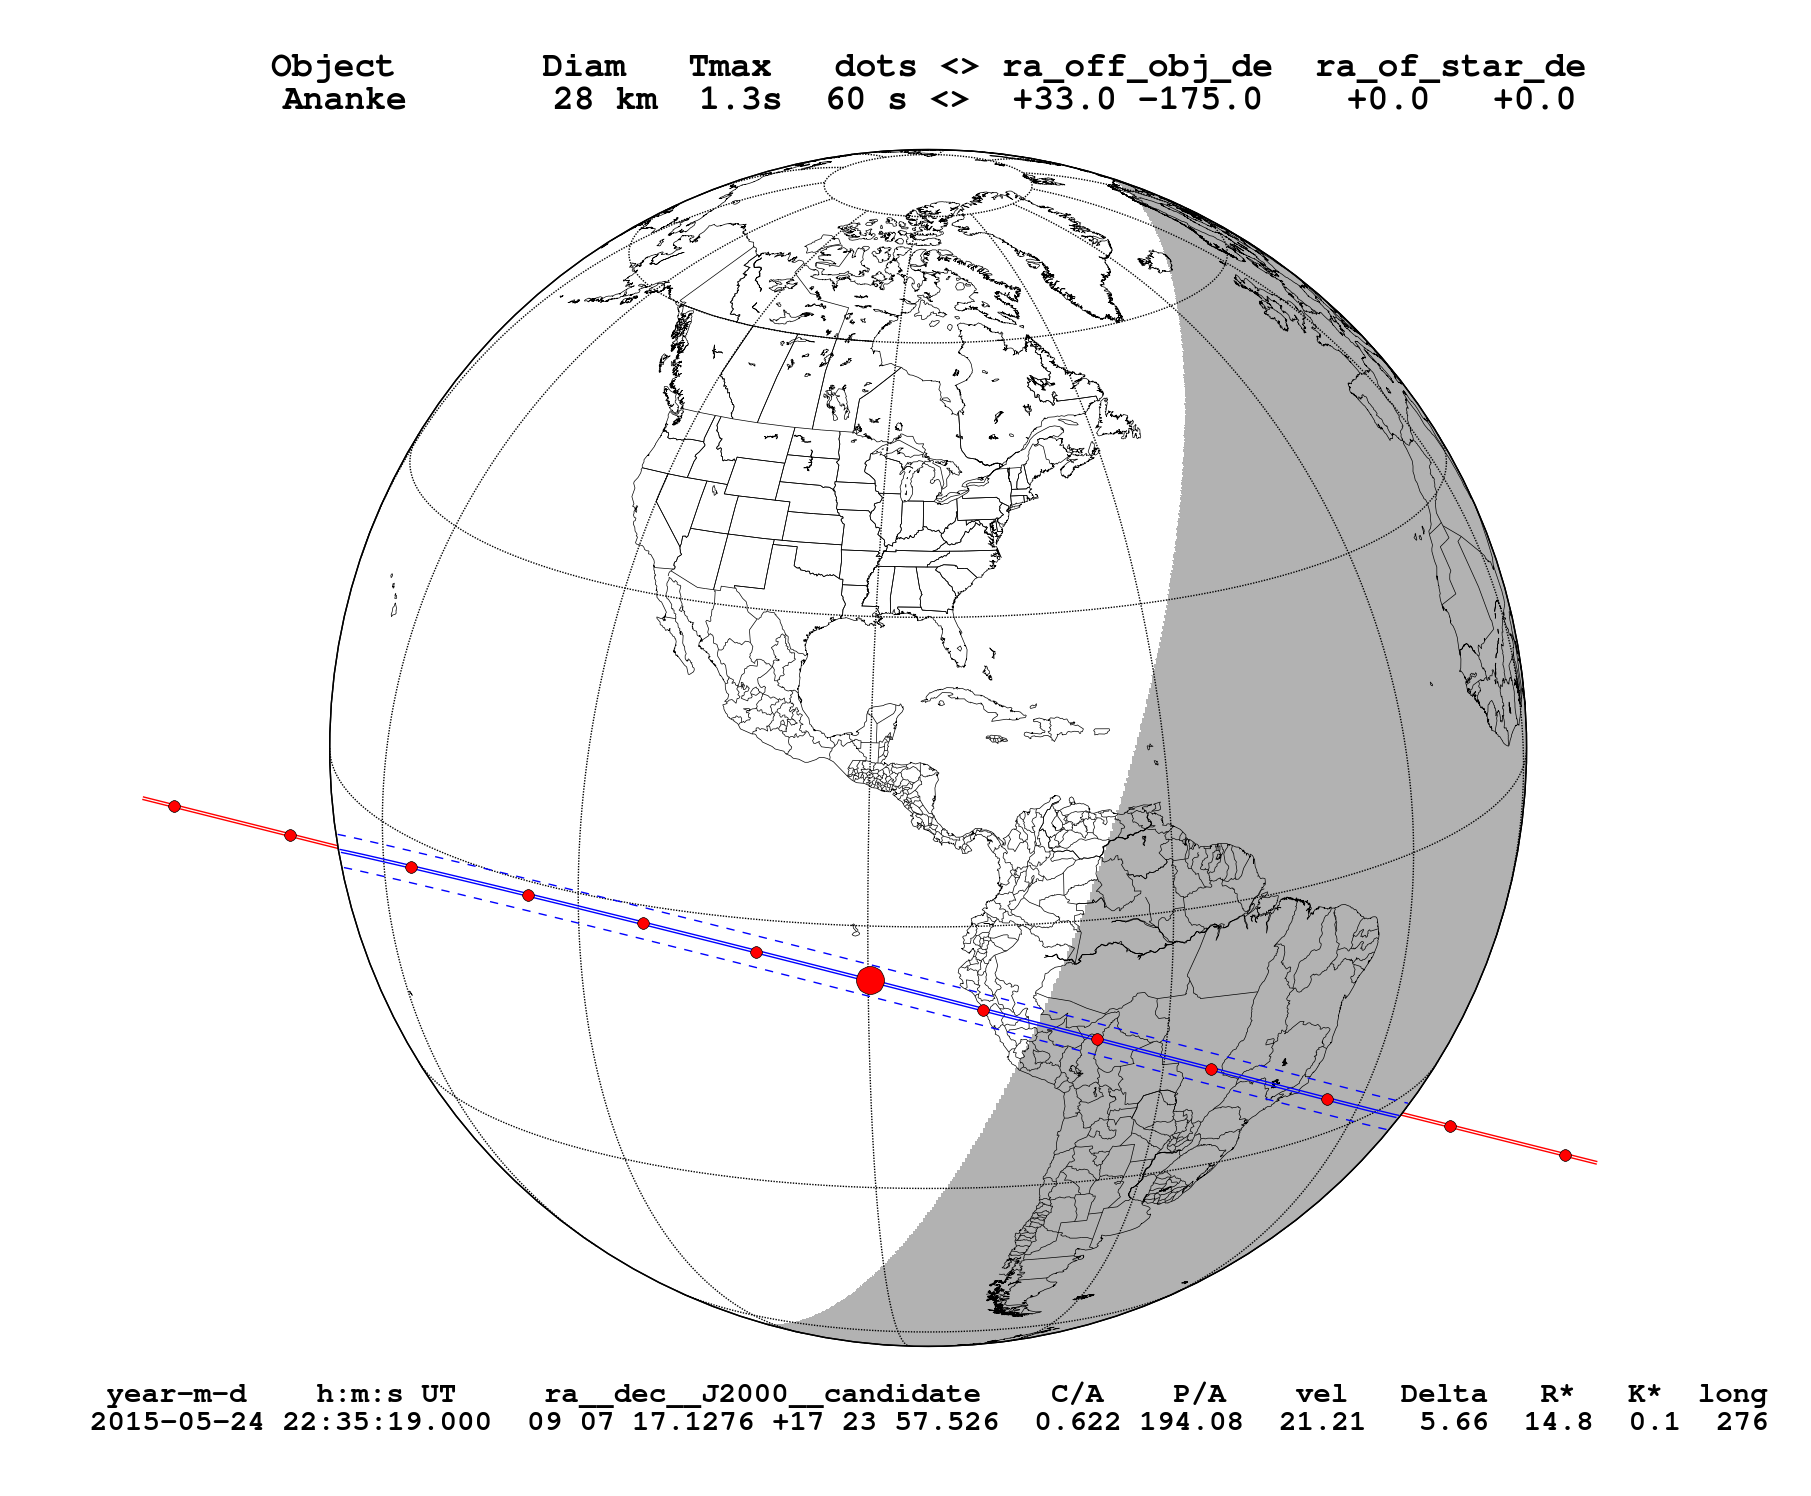 Object Diam Tmax dots <> ra_off_obj_de ra_of_star_de
Ananke 28 km 1.3s 60 s <> +33.0 -175.0 +0.0 +0.0
year-m-d h:m:s UT ra__dec__J2000__candidate C/A P/A vel Delta R* K* long
2015-05-24 22:35:19.000 09 07 17.1276 +17 23 57.526 0.622 194.08 21.21 5.66 14.8 0.1 276